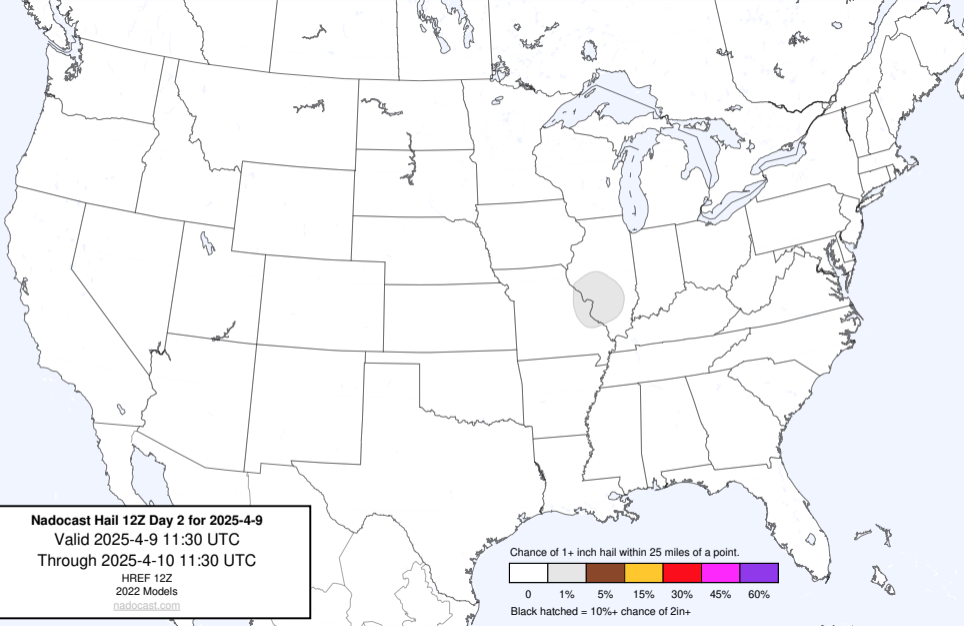 Nadocast Hail 12Z Day 2 for 2025-4-9
Valid 2025-4-9 11:30 UTC
Through 2025-4-10 11:30 UTC
HREF 12Z
2022 Models
nadocast.com
Chance of 1+ inch hail within 25 miles of a point.
0 1% 5% 15% 30% 45% 60%
Black hatched = 10%+ chance of 2in+